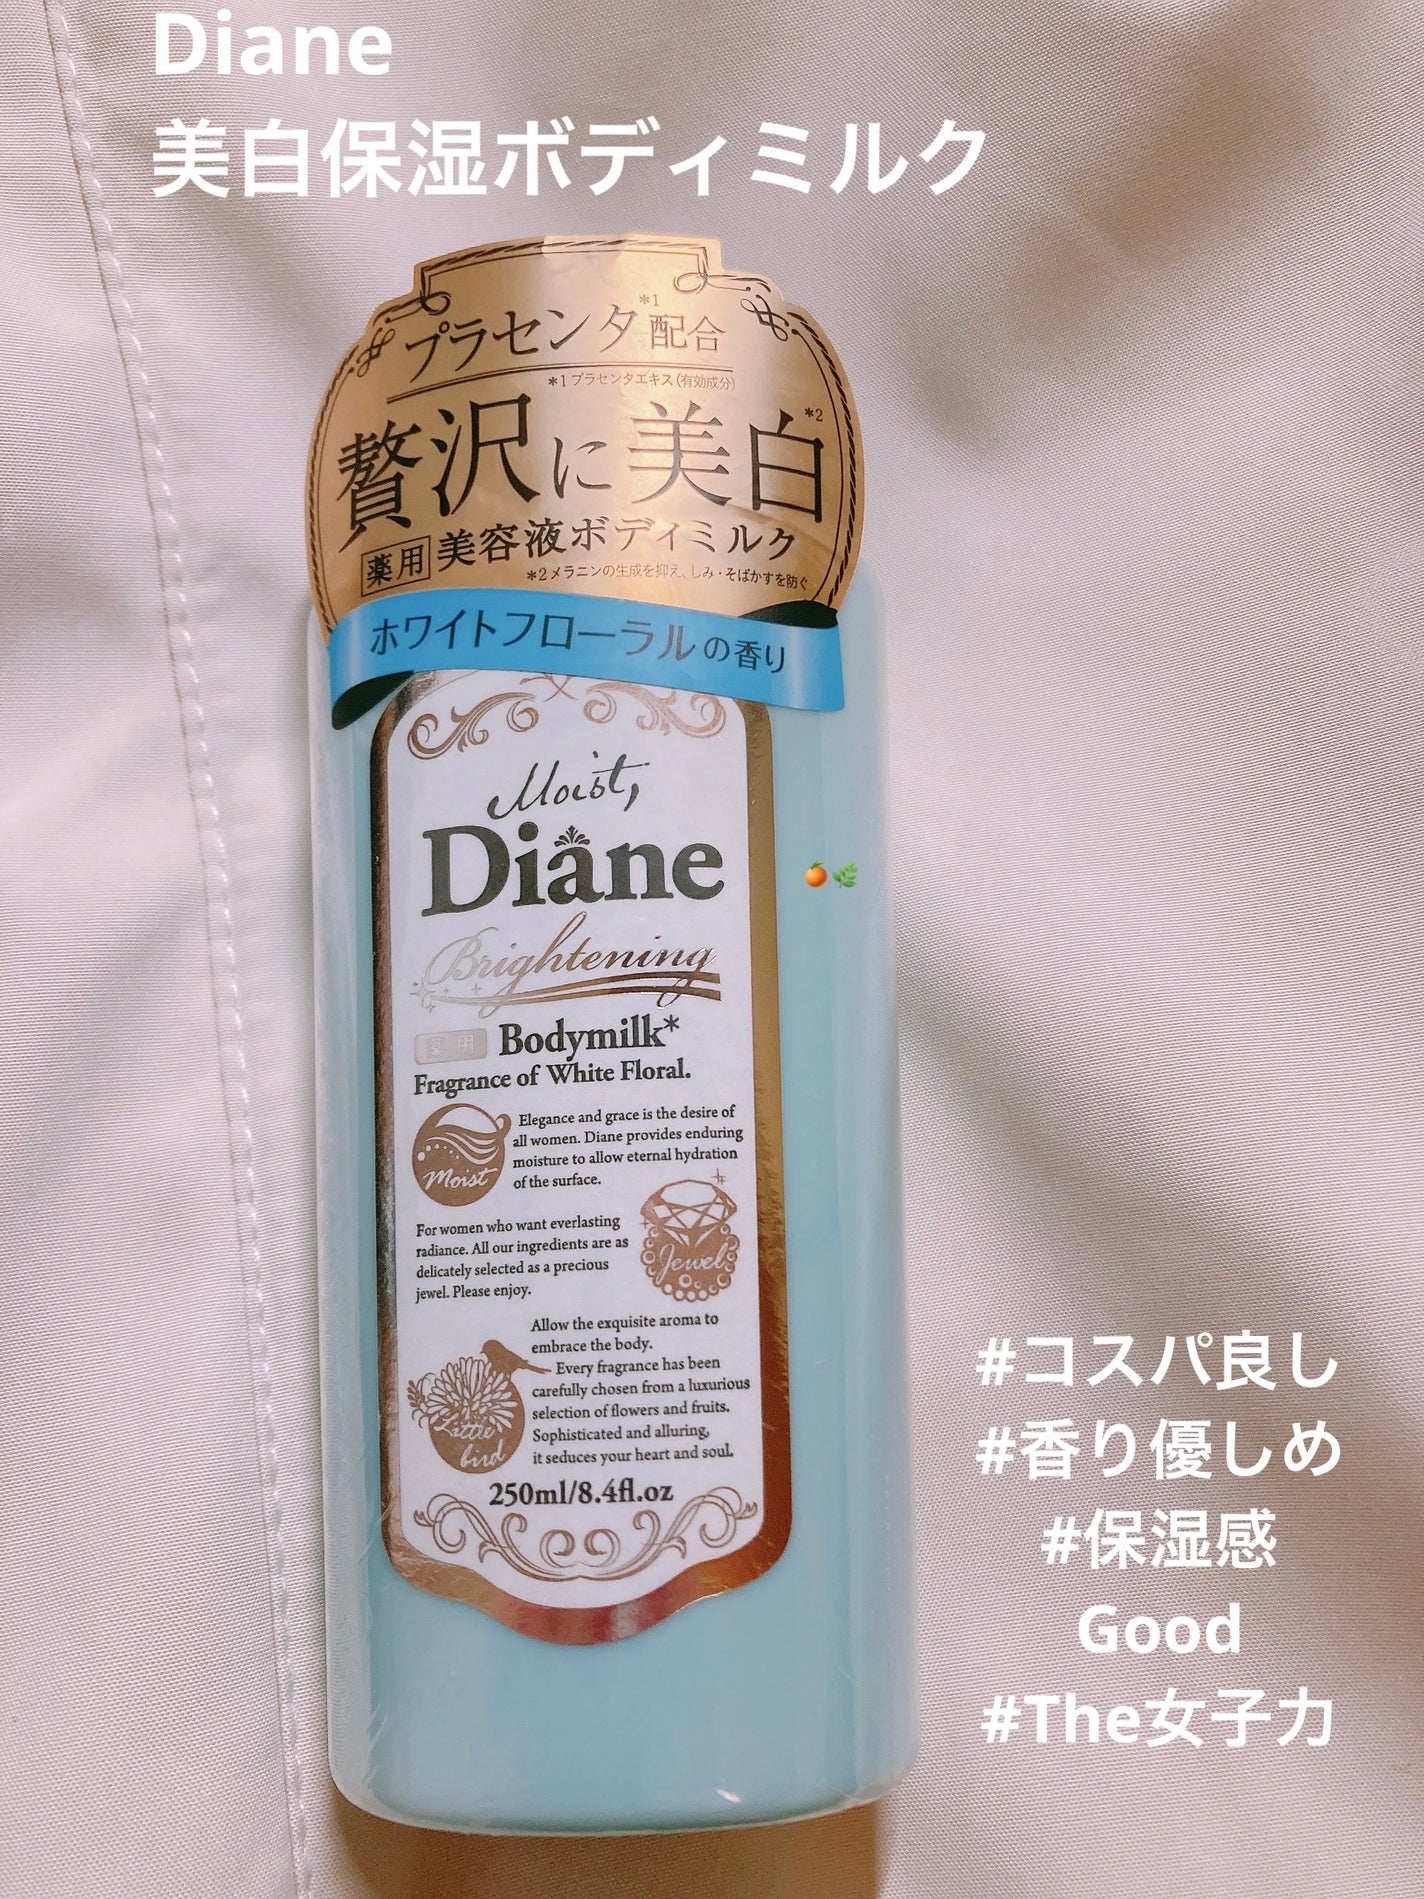 Diane
美白保湿ボディミルク
プラセンタ*1配合
*1 プラセンタエキス(有効成分)
贅沢に美白*2
薬用 美容液ボディミルク
*2 メラニンの生成を抑え、しみ・そばかすを防ぐ
ホワイトフローラルの香り
Moist,
Diane
Brightening
薬用 Bodymilk*
Fragrance of White Floral.
Moist
Elegance and grace is the desire of
all women. Diane provides enduring
moisture to allow eternal hydration
of the surface.
For women who want everlasting
radiance. All our ingredients are as
delicately selected as a precious
jewel. Please enjoy.
Jewel
Allow the exquisite aroma to
embrace the body.
Every fragrance has been
carefully chosen from a luxurious
selection of flowers and fruits.
Sophisticated and alluring,
it seduces your heart and soul.
Little
bird
250ml/8.4fl.oz
#コスパ良し
#香り優しめ
#保湿感
Good
#The女子力